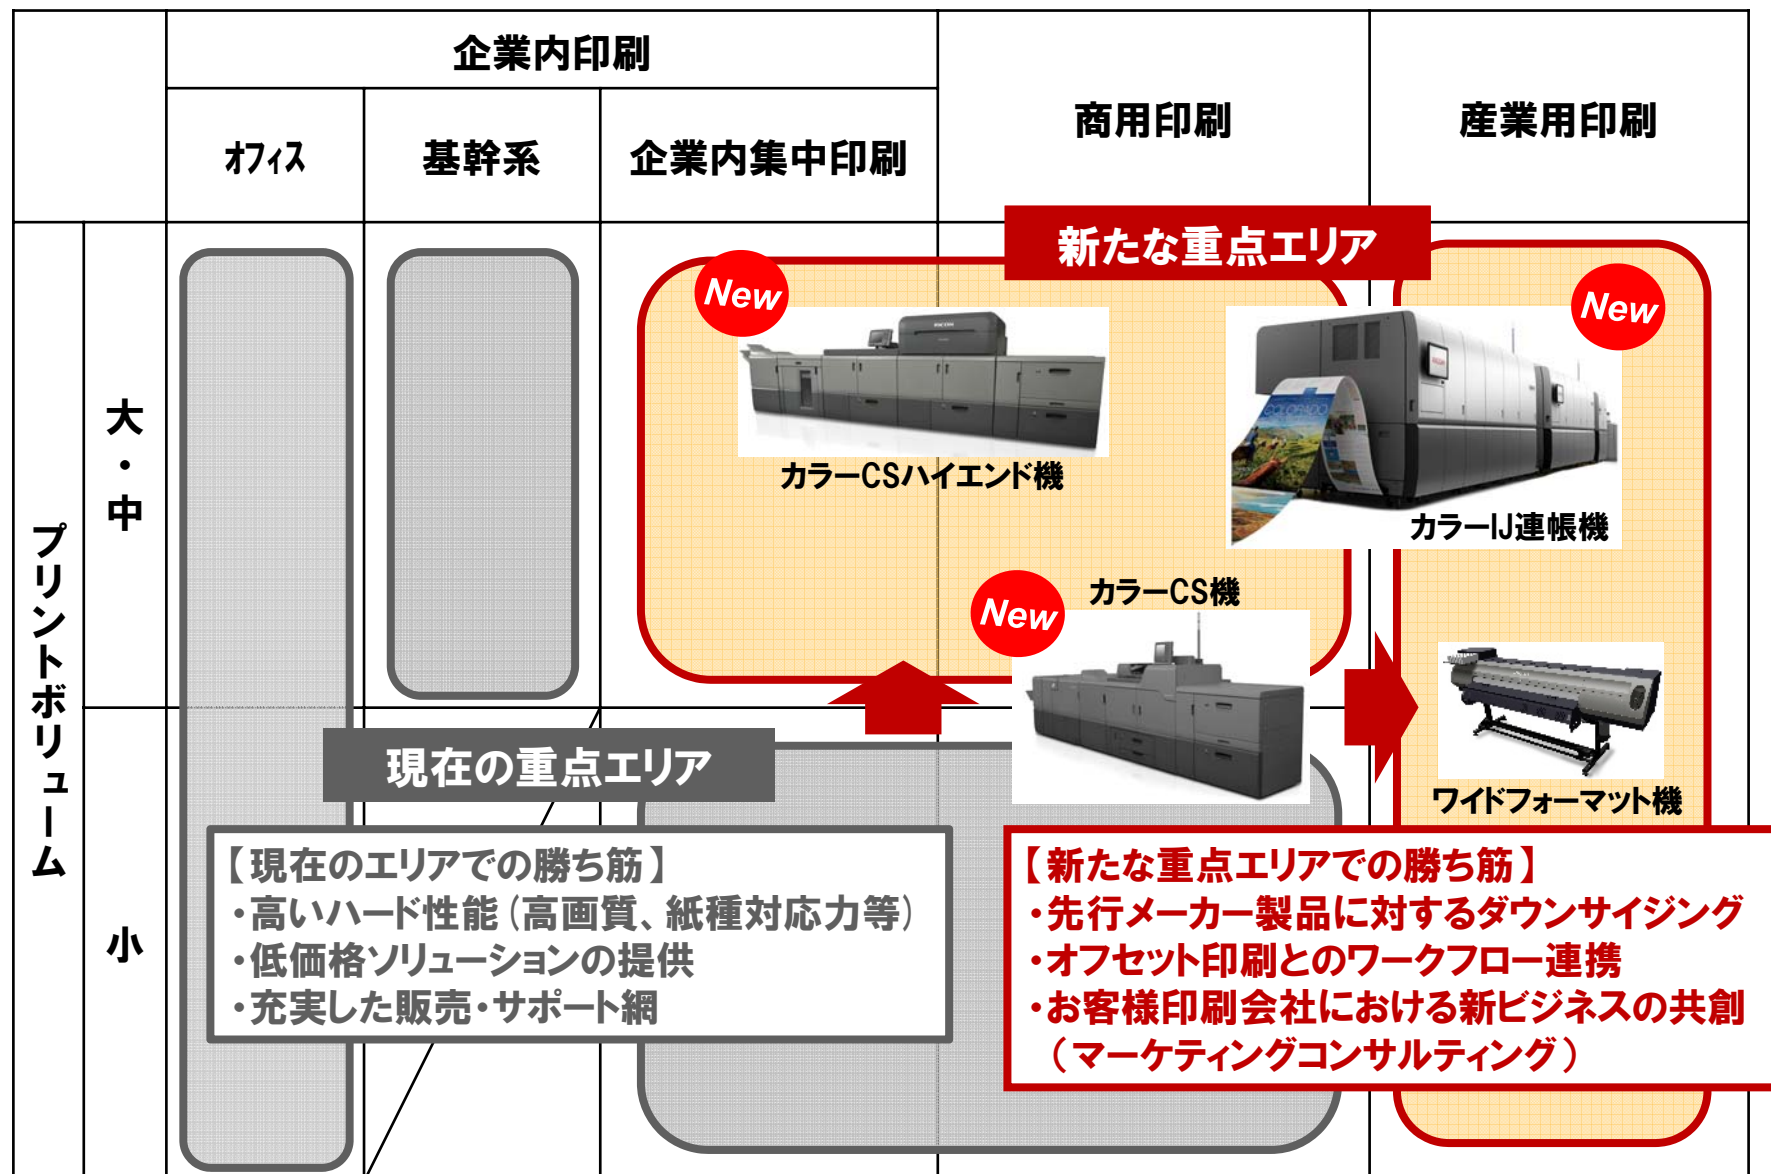 企業内印刷
商用印刷
産業用印刷
オフィス
基幹系
企業内集中印刷
新たな重点エリア
New
New
RICOH
COLORADO
大・中
カラーCSハイエンド機
カラーIJ連帳機
プリントボリューム
New
カラーCS機
現在の重点エリア
ワイドフォーマット機
小
【現在のエリアでの勝ち筋】
・高いハード性能（高画質、紙種対応力等）
・低価格ソリューションの提供
・充実した販売・サポート網
【新たな重点エリアでの勝ち筋】
・先行メーカー製品に対するダウンサイジング
・オフセット印刷とのワークフロー連携
・お客様印刷会社における新ビジネスの共創
（マーケティングコンサルティング）